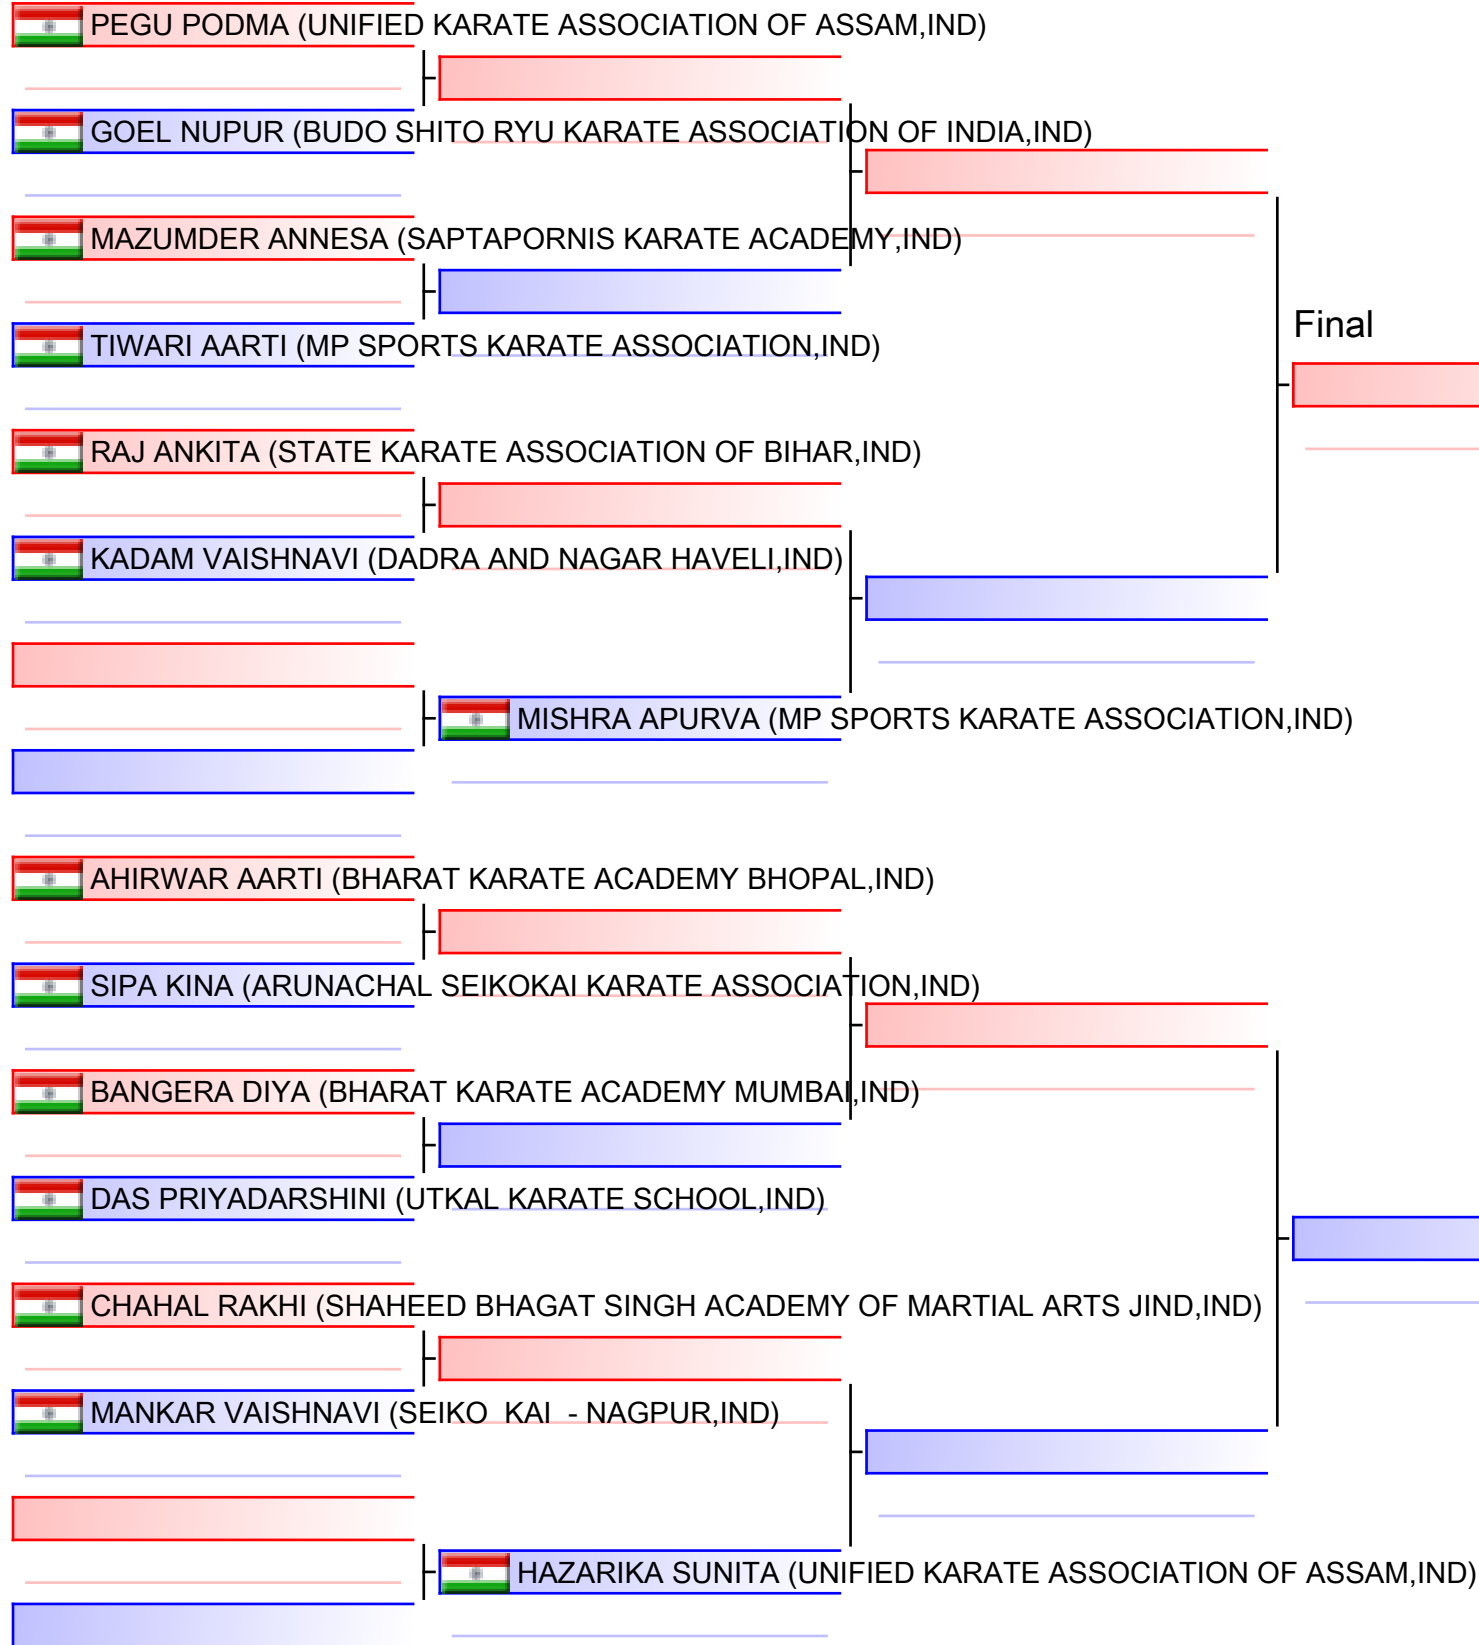 PEGU PODMA (UNIFIED KARATE ASSOCIATION OF ASSAM,IND)
GOEL NUPUR (BUDO SHITO RYU KARATE ASSOCIATION OF INDIA,IND)
MAZUMDER ANNESA (SAPTAPORNIS KARATE ACADEMY,IND)
Final
TIWARI AARTI (MP SPORTS KARATE ASSOCIATION,IND)
RAJ ANKITA (STATE KARATE ASSOCIATION OF BIHAR,IND)
KADAM VAISHNAVI (DADRA AND NAGAR HAVELI,IND)
MISHRA APURVA (MP SPORTS KARATE ASSOCIATION,IND)
AHIRWAR AARTI (BHARAT KARATE ACADEMY BHOPAL,IND)
SIPA KINA (ARUNACHAL SEIKOKAI KARATE ASSOCIATION,IND)
BANGERA DIYA (BHARAT KARATE ACADEMY MUMBAI,IND)
DAS PRIYADARSHINI (UTKAL KARATE SCHOOL,IND)
CHAHAL RAKHI (SHAHEED BHAGAT SINGH ACADEMY OF MARTIAL ARTS JIND,IND)
MANKAR VAISHNAVI (SEIKO  KAI  - NAGPUR,IND)
HAZARIKA SUNITA (UNIFIED KARATE ASSOCIATION OF ASSAM,IND)